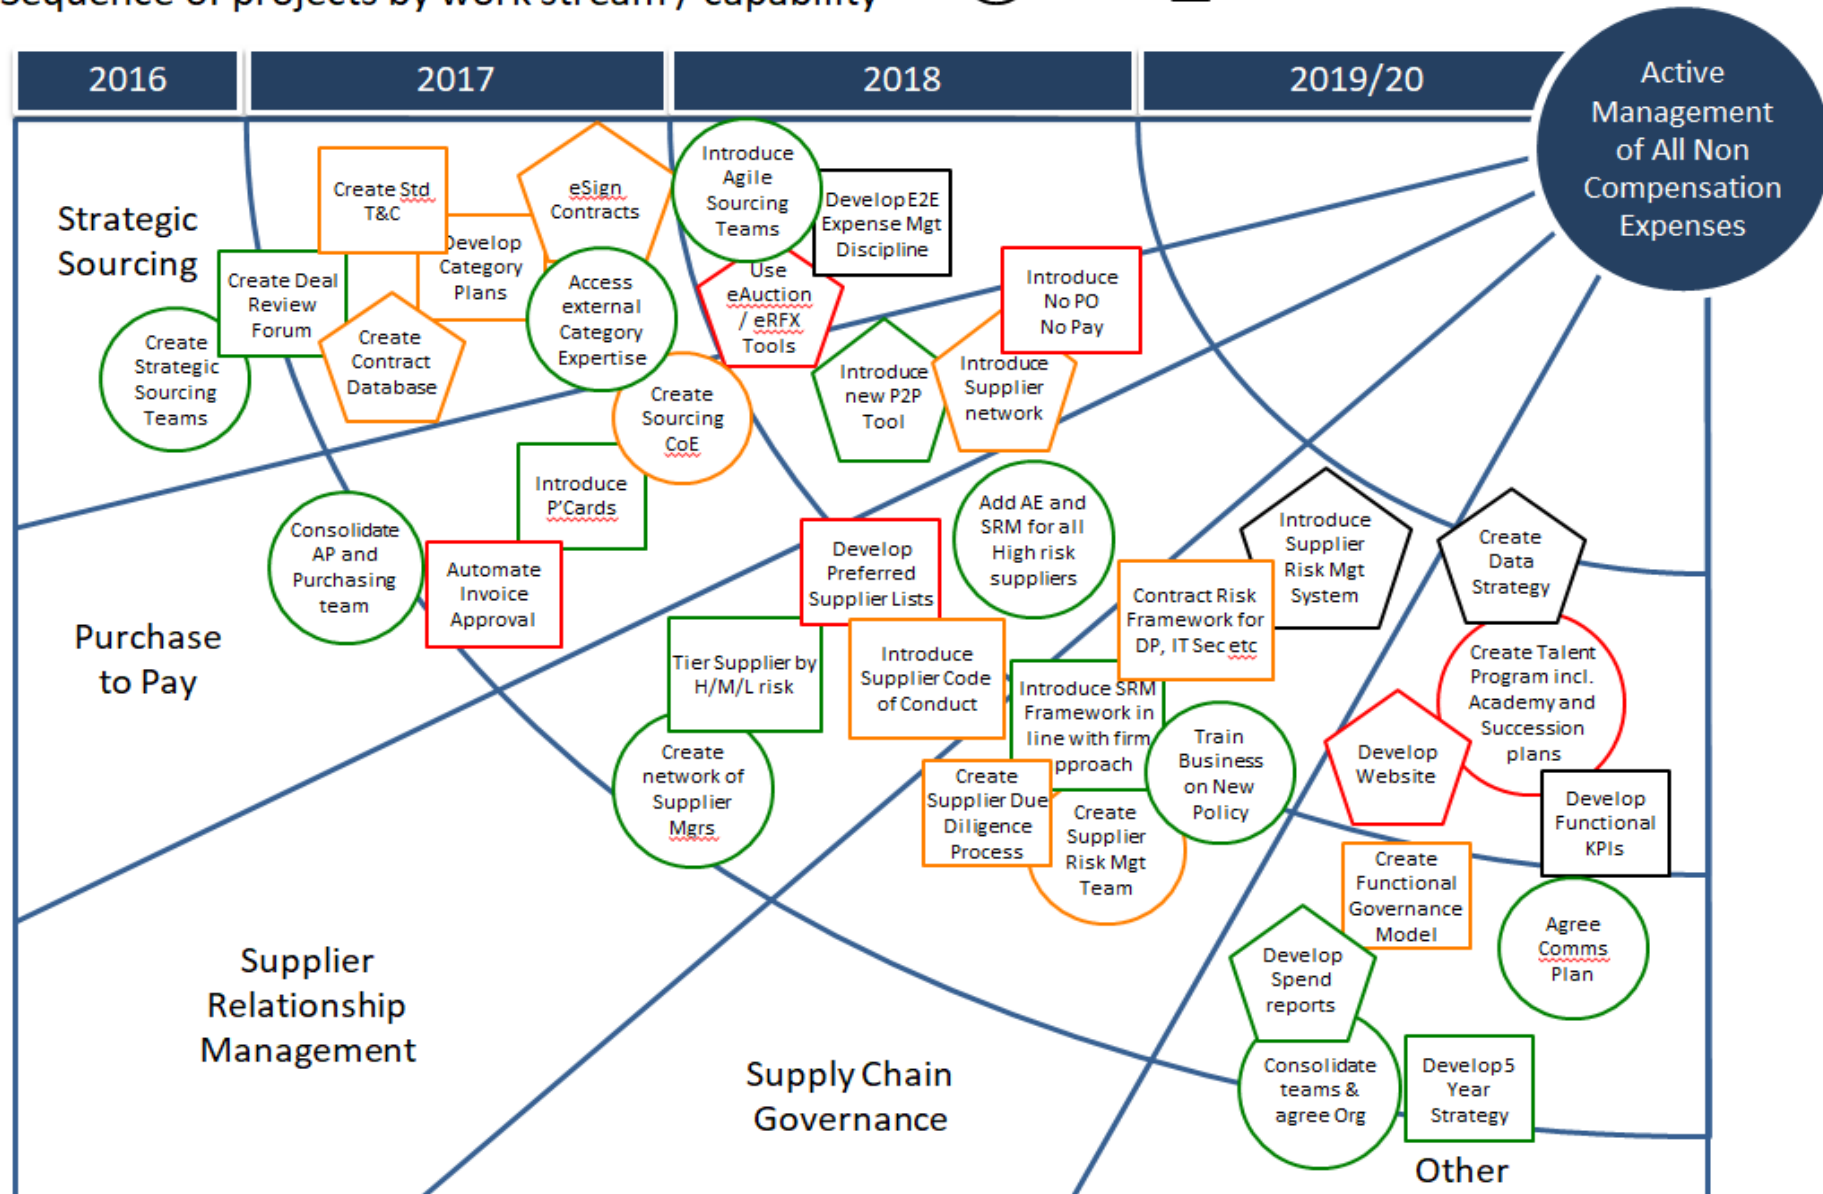 Sequence of projects by work stream / capability
2016
2017
2018
2019/20
Active
Management
of All Non
Compensation
Expenses
Strategic
Sourcing
Create Std
T&C
eSign
Contracts
Introduce
Agile
Sourcing
Teams
Develop E2E
Expense Mgt
Discipline
Develop
Category
Plans
Create Deal
Review
Forum
Access
external
Category
Expertise
Use
eAuction
/ eRFX
Tools
Introduce
No PO
No Pay
Create
Strategic
Sourcing
Teams
Create
Contract
Database
Create
Sourcing
CoE
Introduce
new P2P
Tool
Introduce
Supplier
network
Introduce
P'Cards
Consolidate
AP and
Purchasing
team
Automate
Invoice
Approval
Purchase
to Pay
Develop
Preferred
Supplier Lists
Add AE and
SRM for all
High risk
suppliers
Introduce
Supplier
Risk Mgt
System
Create
Data
Strategy
Contract Risk
Framework for
DP, IT Sec etc
Tier Supplier by
H/M/L risk
Introduce
Supplier Code
of Conduct
Introduce SRM
Framework in
line with firm
pproach
Create Talent
Program incl.
Academy and
Succession
plans
Create
network of
Supplier
Mgrs
Train
Business
on New
Policy
Develop
Website
Create
Supplier Due
Diligence
Process
Create
Supplier
Risk Mgt
Team
Develop
Functional
KPIs
Create
Functional
Governance
Model
Agree
Comms
Plan
Develop
Spend
reports
Supplier
Relationship
Management
Supply Chain
Governance
Consolidate
teams &
agree Org
Develop 5
Year
Strategy
Other